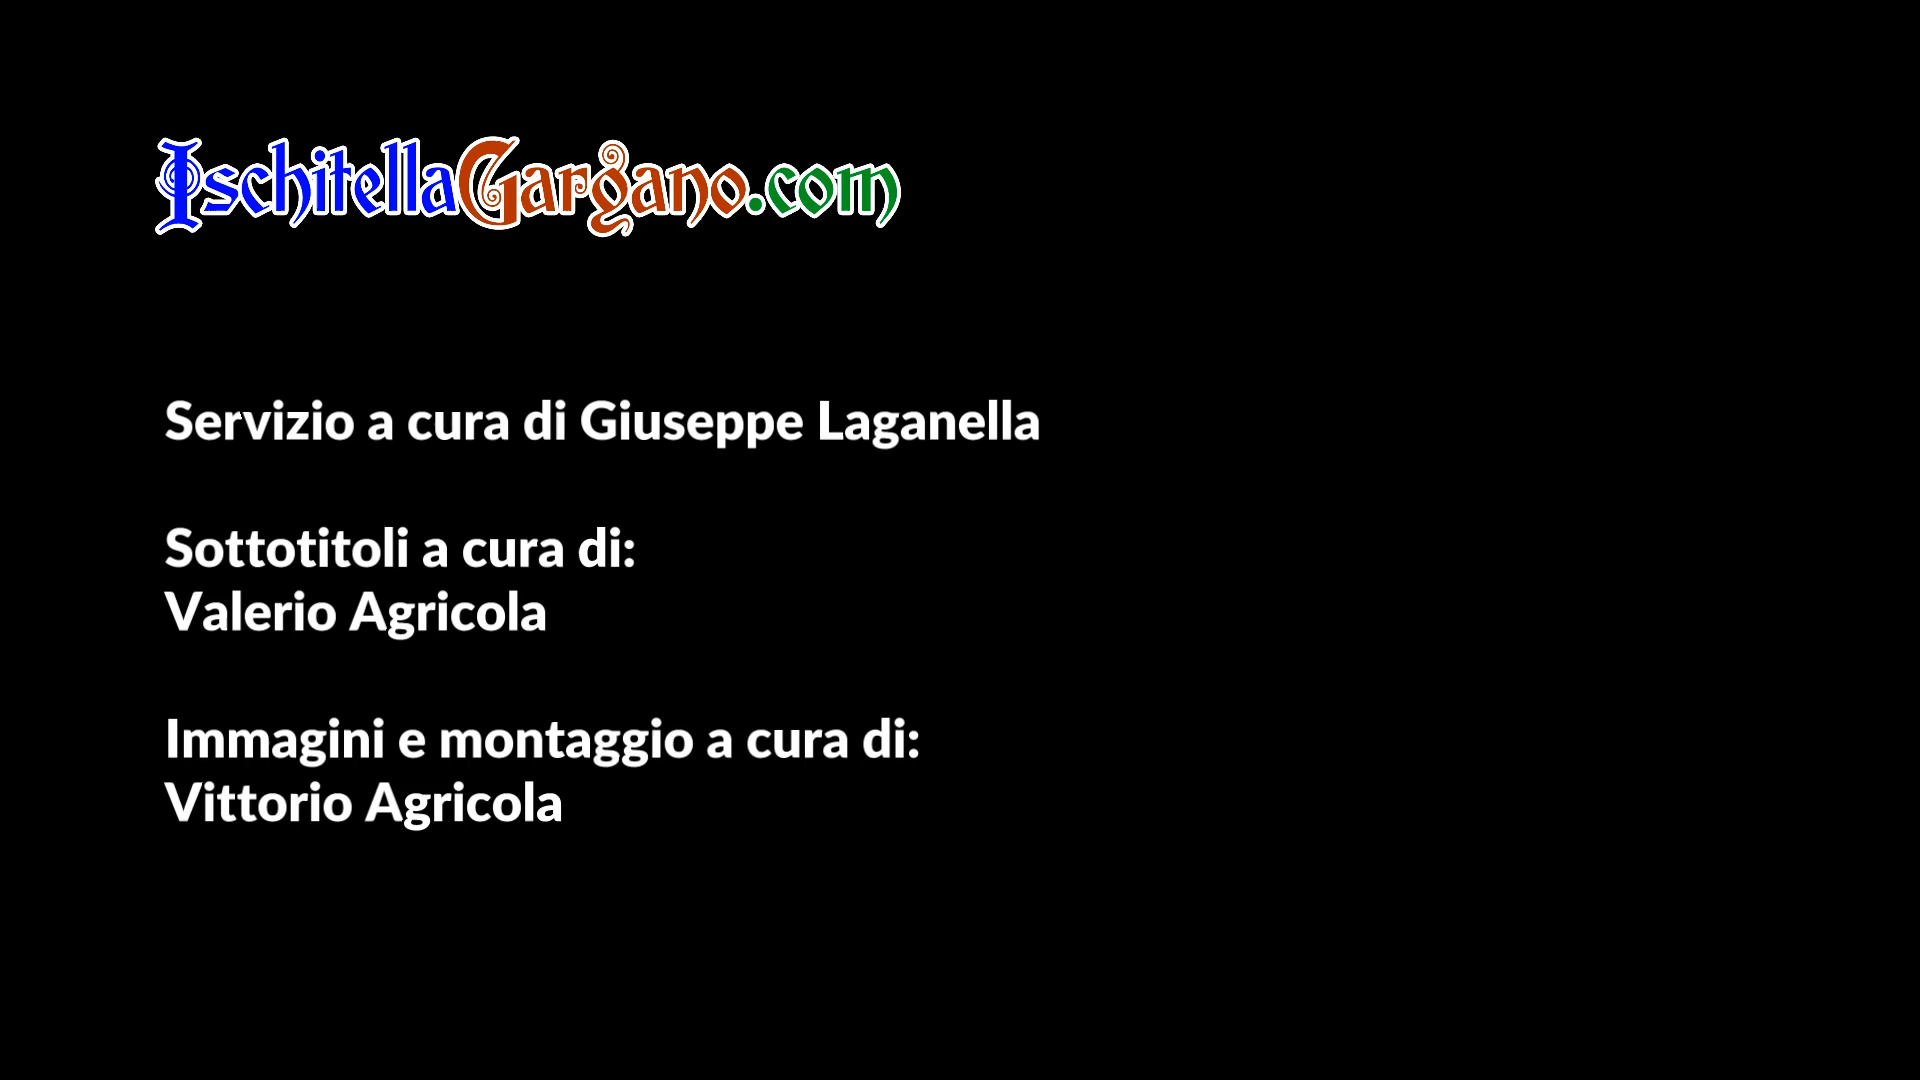 IschitellaGargano.com
Servizio a cura di Giuseppe Laganella
Sottotitoli a cura di:
Valerio Agricola
Immagini e montaggio a cura di:
Vittorio Agricola